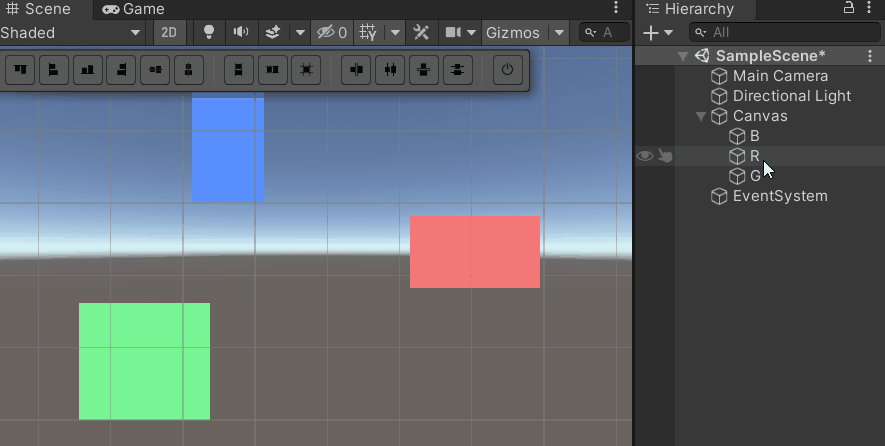 Scene
Game
Hierarchy
Shaded
2D
0
Gizmos
A
All
SampleScene*
Main Camera
Directional Light
Canvas
B
R
G
EventSystem